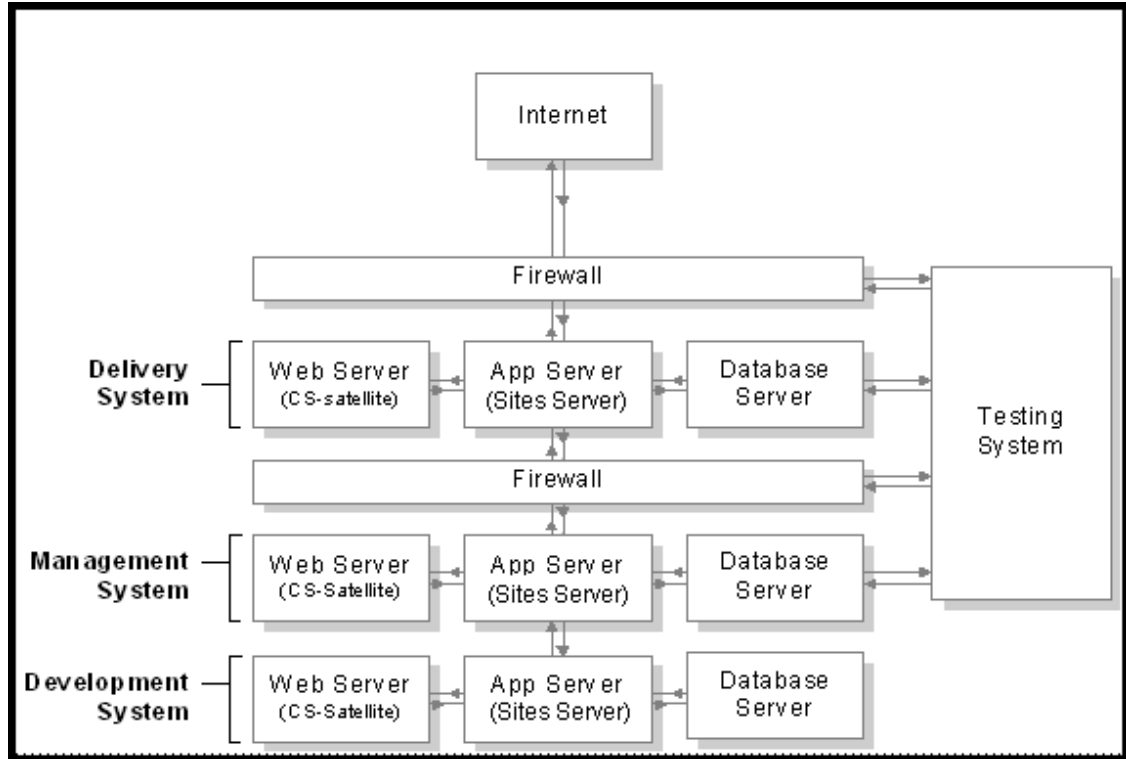 Internet
Firewall
Delivery
System
Web Server
(CS-satellite)
App Server
(Sites Server)
Database
Server
Testing
System
Firewall
Management
System
Web Server
(CS-Satellite)
App Server
(Sites Server)
Database
Server
Development
System
Web Server
(CS-Satellite)
App Server
(Sites Server)
Database
Server